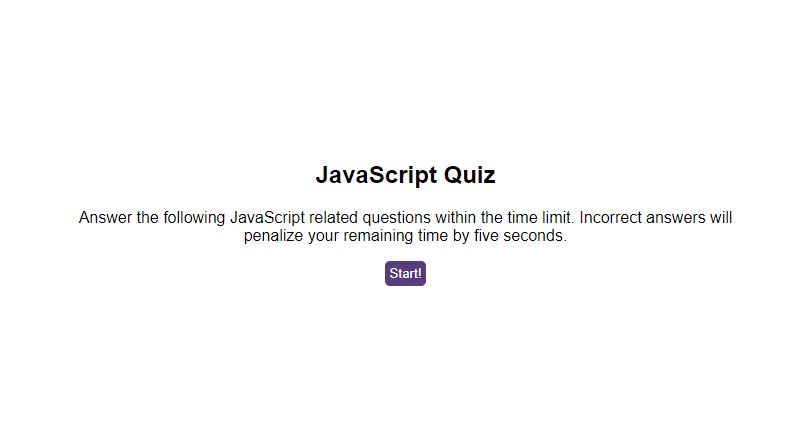 JavaScript Quiz
Answer the following JavaScript related questions within the time limit. Incorrect answers will
penalize your remaining time by five seconds.
Start!